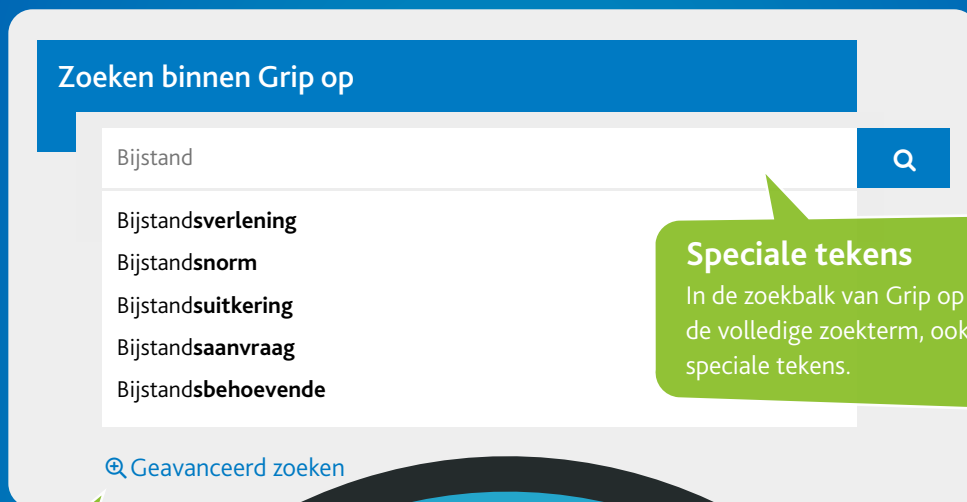 Zoeken binnen Grip op
Bijstand
Bijstandsverlening
Bijstandsnorm
Bijstandsuitkering
Bijstandsaanvraag
Bijstandsbehoevende
Speciale tekens
In de zoekbalk van Grip op
de volledige zoekterm, ook
speciale tekens.
Geavanceerd zoeken